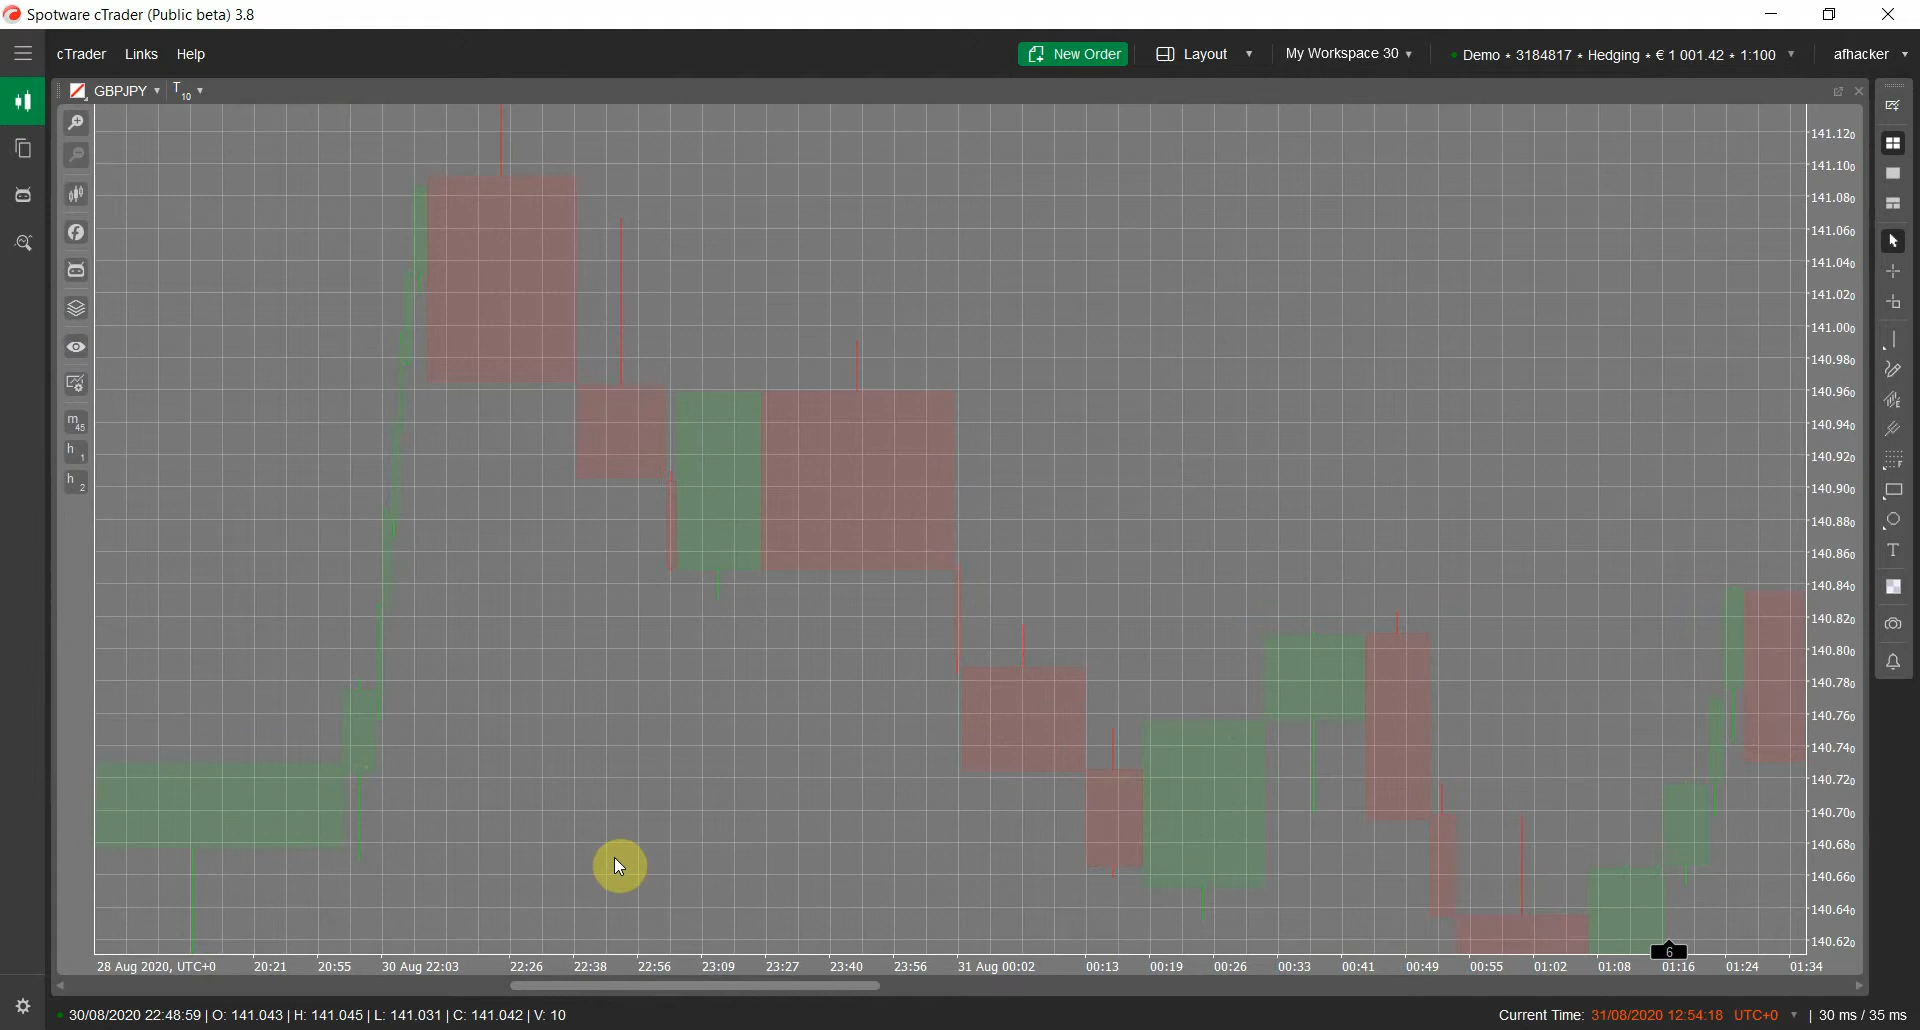 Spotware cTrader (Public beta) 3.8
cTrader Links Help
New Order Layout My Workspace 30 Demo • 3184817 • Hedging • € 1 001.42 • 1:100 afhacker
GBPJPY T10
141.120
141.100
141.080
141.060
141.040
141.020
141.000
140.980
140.960
140.940
140.920
140.900
140.880
140.860
140.840
140.820
140.800
140.780
140.760
140.740
140.720
140.700
140.680
140.660
140.640
140.620
m45
h1
h2
T
6
28 Aug 2020, UTC+0 20:21 20:55 30 Aug 22:03 22:26 22:38 22:56 23:09 23:27 23:40 23:56 31 Aug 00:02 00:13 00:19 00:26 00:33 00:41 00:49 00:55 01:02 01:08 01:16 01:24 01:34
30/08/2020 22:48:59 | O: 141.043 | H: 141.045 | L: 141.031 | C: 141.042 | V: 10
Current Time: 31/08/2020 12:54:18 UTC+0 | 30 ms / 35 ms